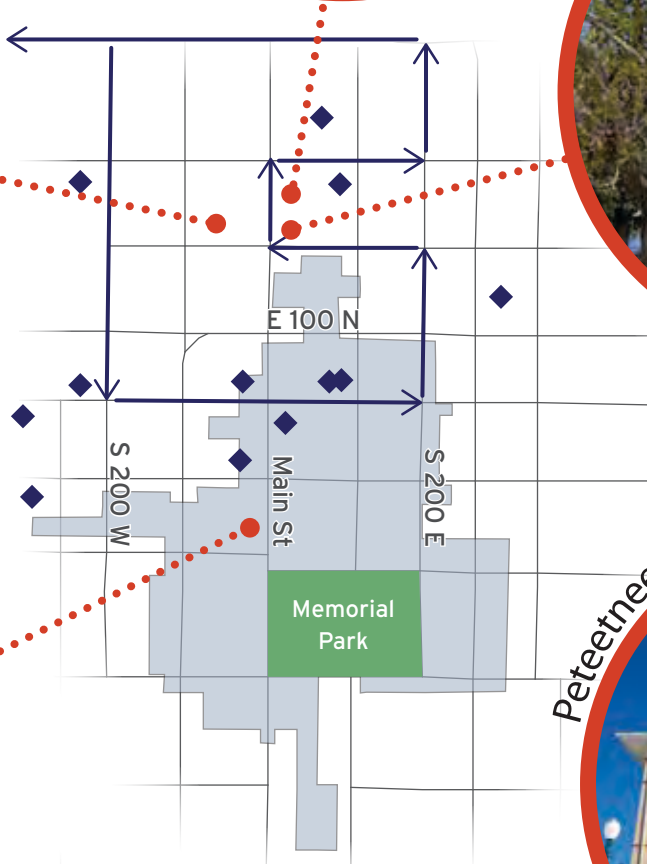 E 100 N
S 200 W
Main St
S 200 E
Memorial
Park
Peteetnee